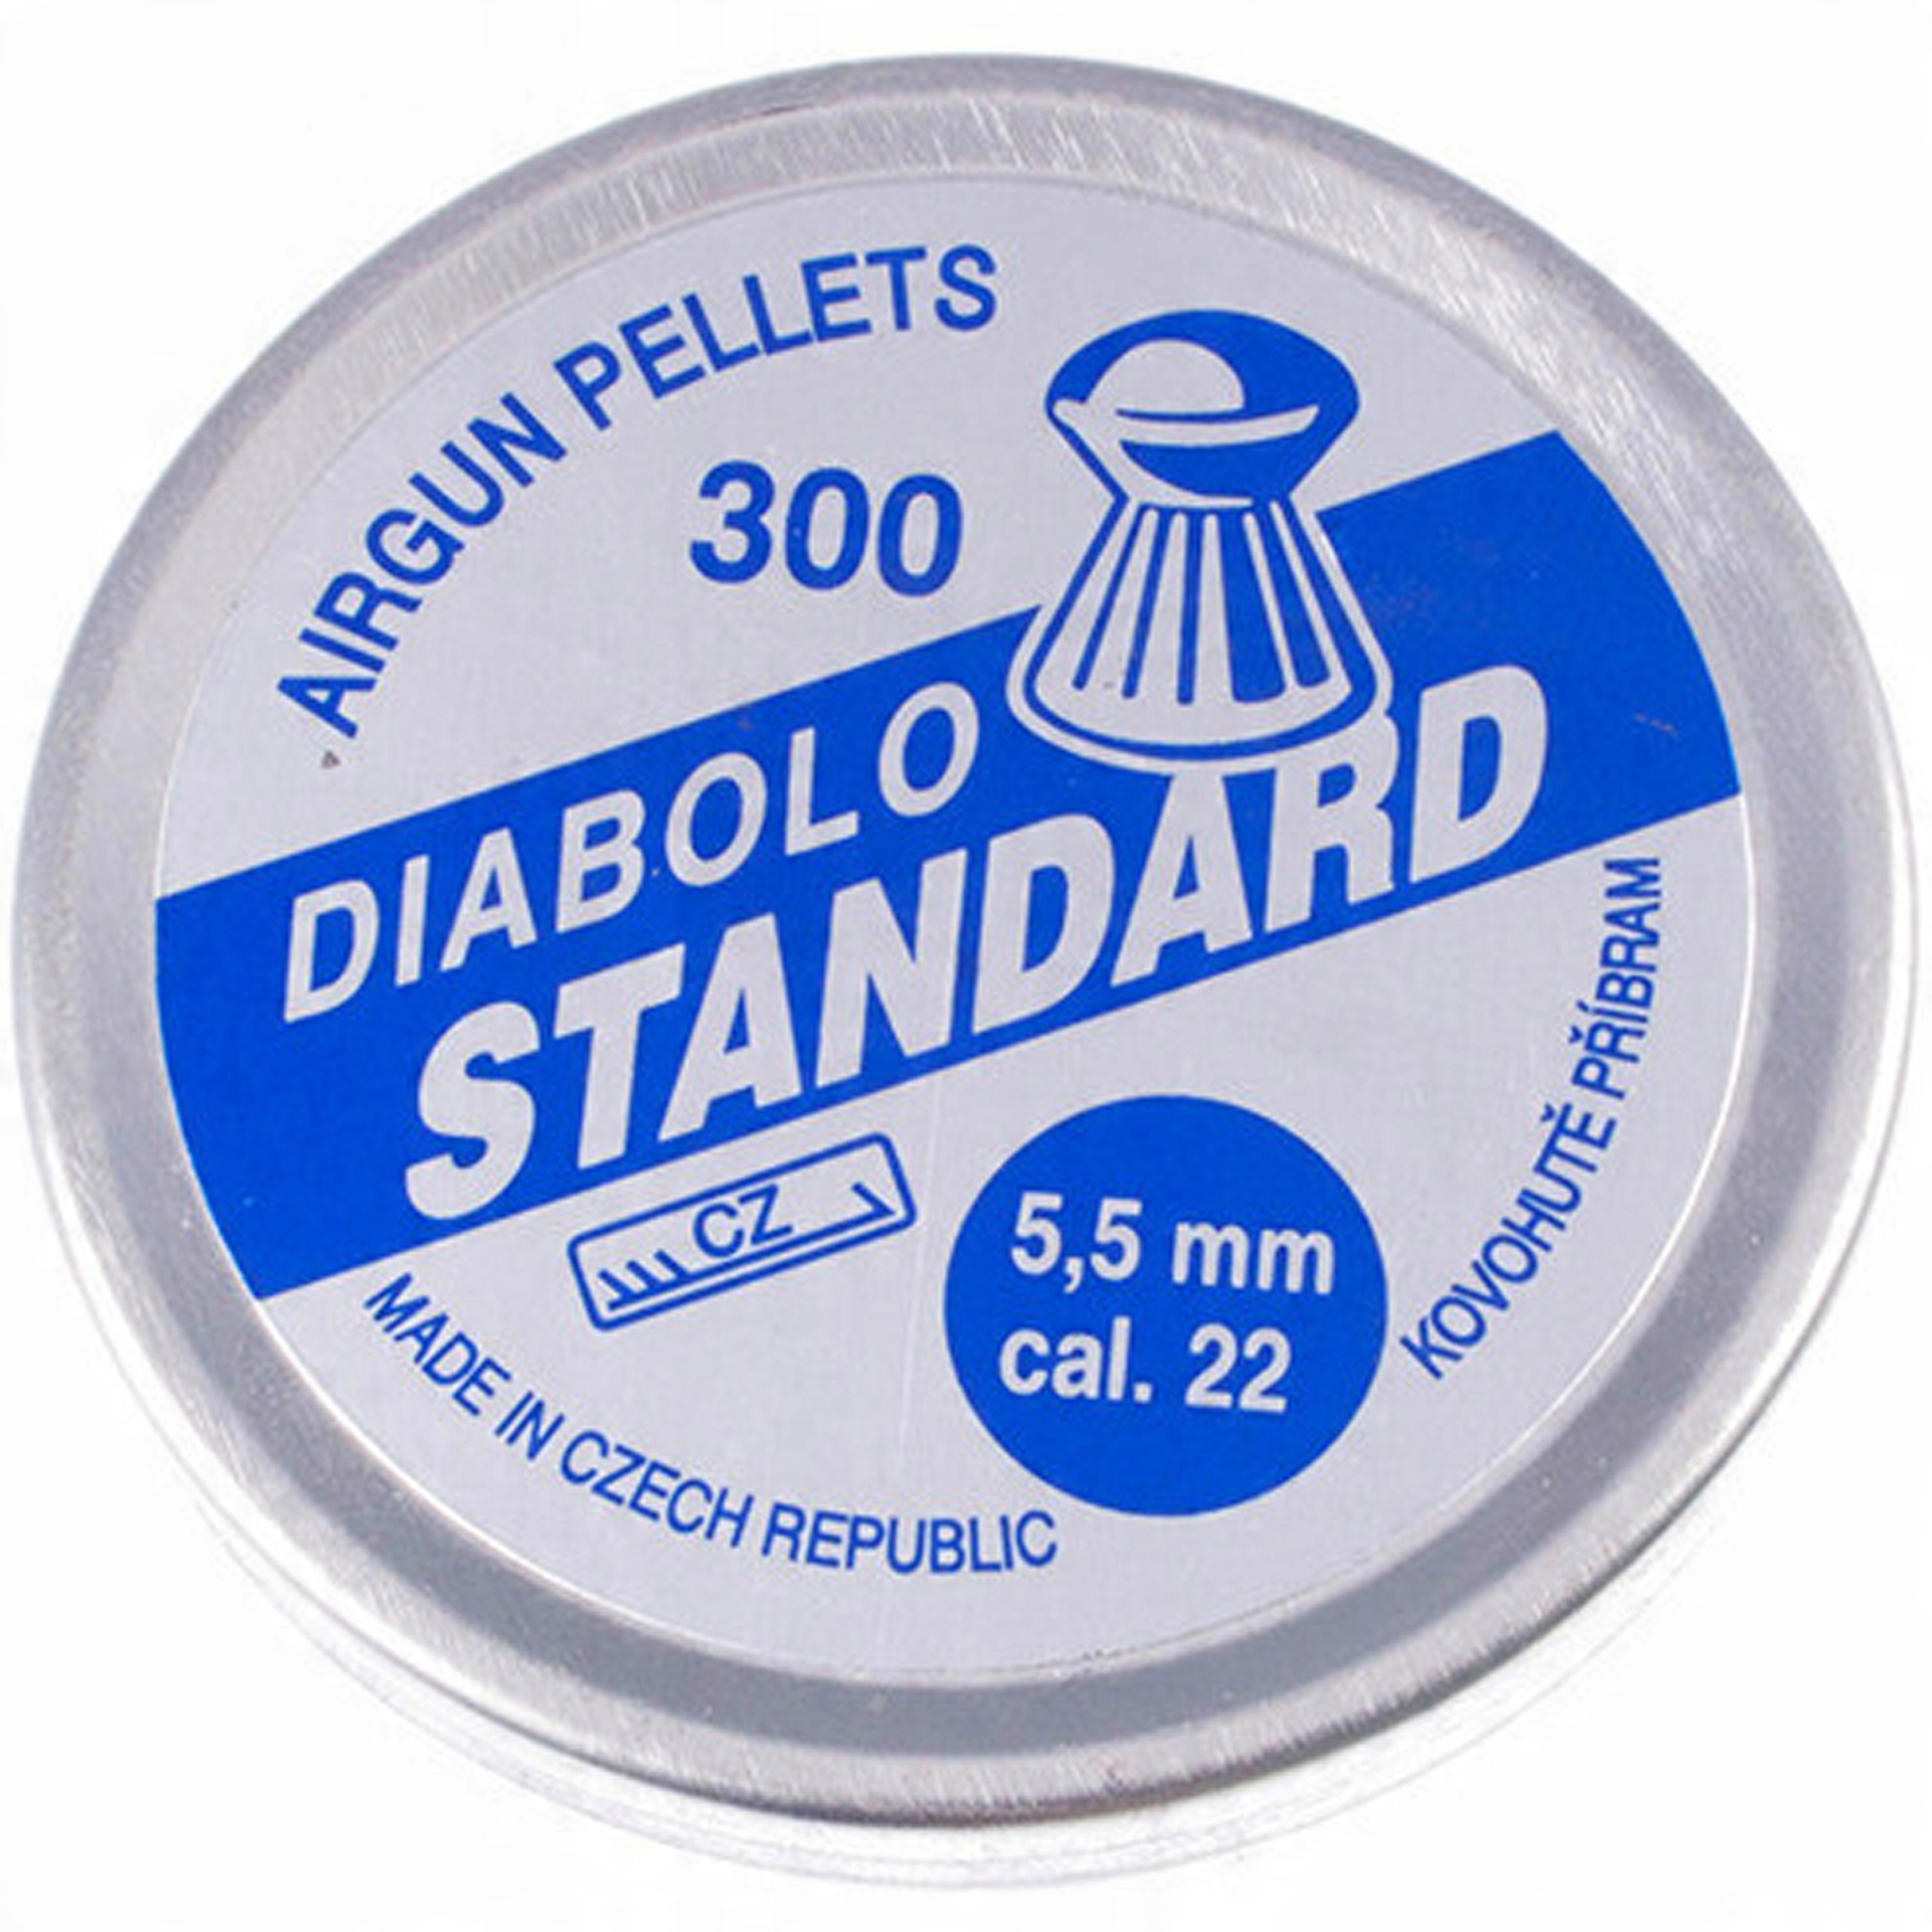 AIRGUN PELLETS
300
DIABOLO
STANDARD
CZ
5,5 mm
cal. 22
KOVOHUTĚ PŘÍBRAM
MADE IN CZECH REPUBLIC